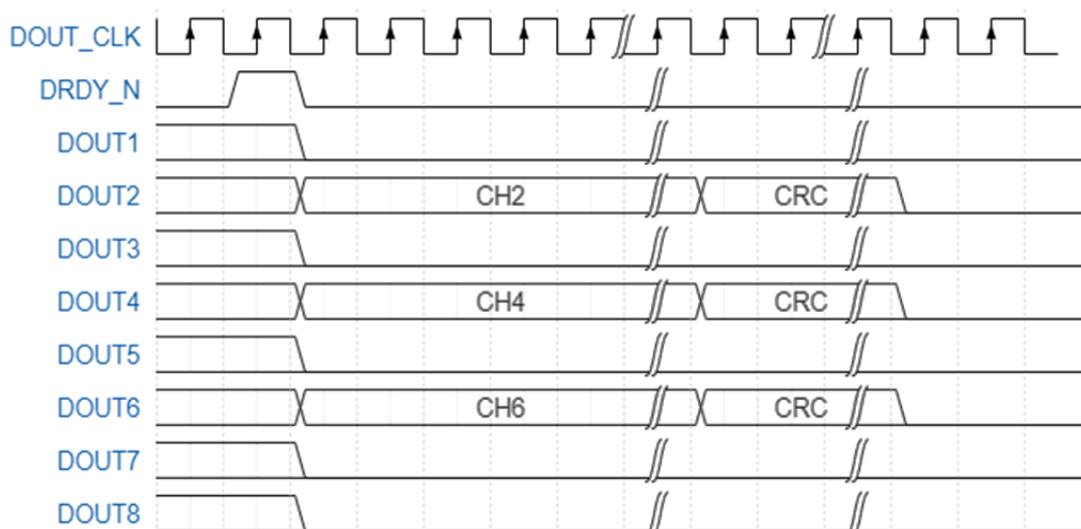 DOUT_CLK
DRDY_N
DOUT1
DOUT2 CH2 CRC
DOUT3
DOUT4 CH4 CRC
DOUT5
DOUT6 CH6 CRC
DOUT7
DOUT8